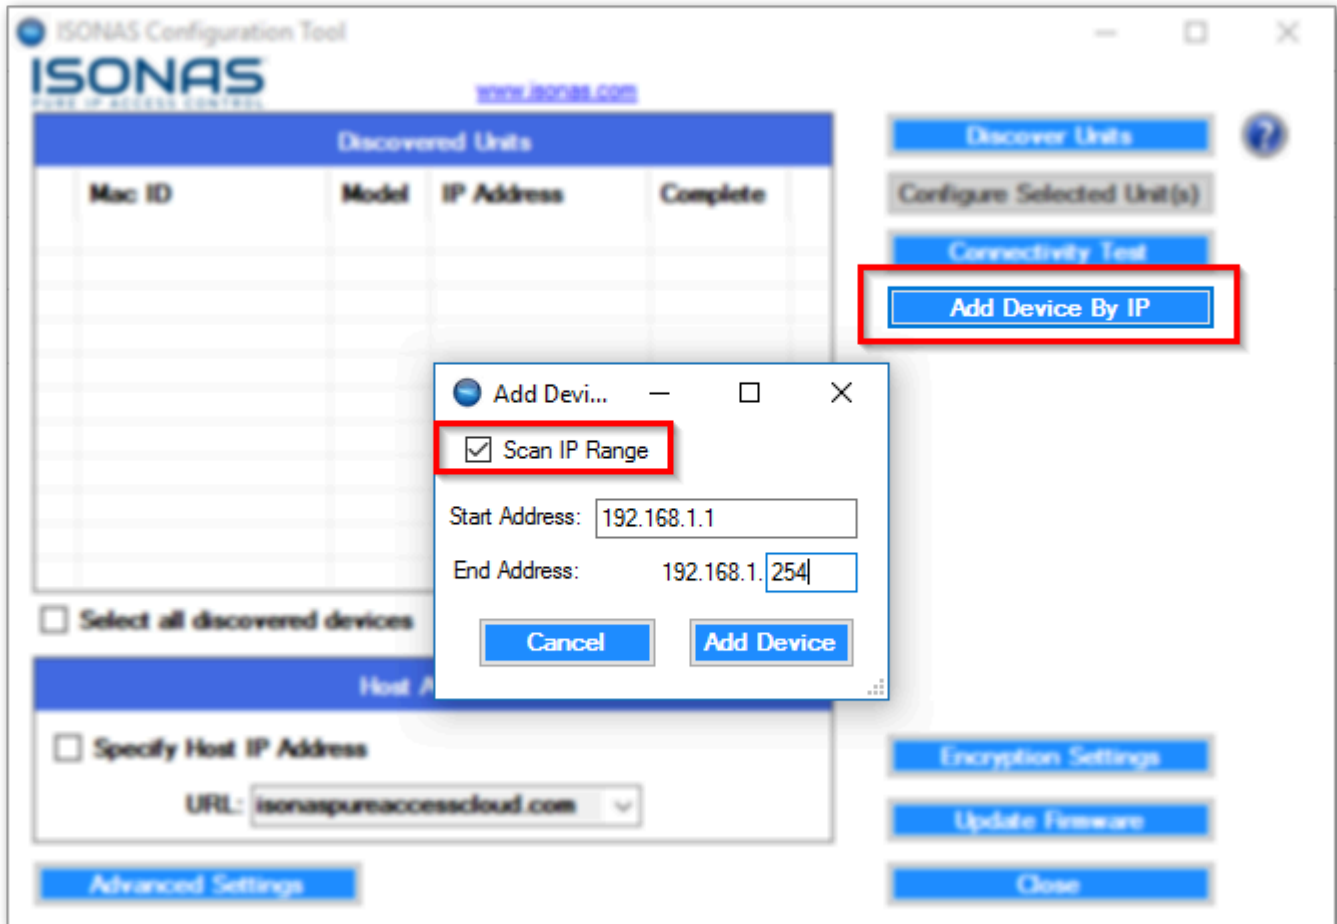 ISONAS Configuration Tool
ISONAS
PURE IP ACCESS CONTROL
www.isonas.com
Discovered Units
Discover Units
?
Mac ID Model IP Address Complete
Configure Selected Unit(s)
Connectivity Test
Add Device By IP
Add Devi...
Scan IP Range
Start Address: 192.168.1.1
End Address: 192.168.1.254
Select all discovered devices
Cancel Add Device
Host A
Specify Host IP Address
Encryption Settings
URL: isonaspureaccesscloud.com
Update Firmware
Advanced Settings
Close